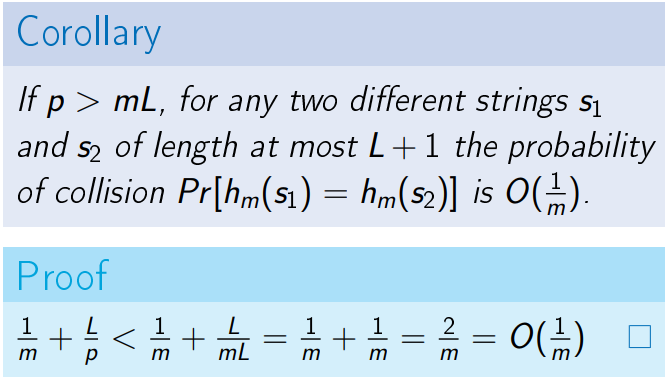 Corollary
If p > mL, for any two different strings s₁
and s₂ of length at most L + 1 the probability
of collision Pr[hₘ(s₁) = hₘ(s₂)] is O(1/m).
Proof
1/m + L/p < 1/m + L/mL = 1/m + 1/m = 2/m = O(1/m) □